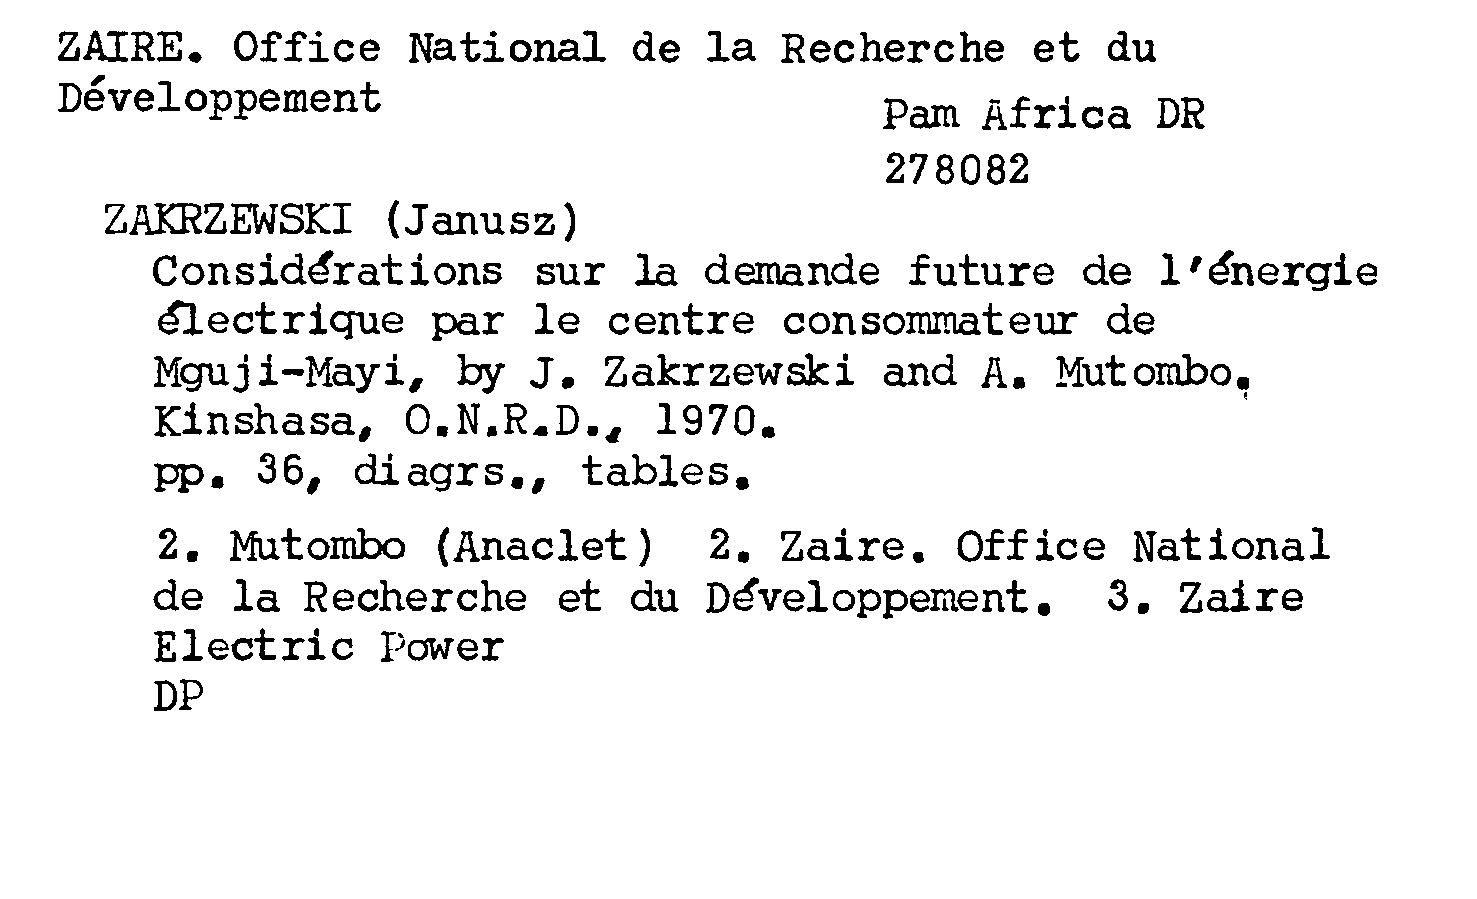 ZAIRE. Office National de la Recherche et du
Développement
Pam Africa DR
278082
ZAKRZEWSKI (Janusz)
Considérations sur la demande future de l'énergie
électrique par le centre consommateur de
Mguji-Mayi, by J. Zakrzewski and A. Mutombo.
Kinshasa, O.N.R.D., 1970.
pp. 36, diagrs., tables.
2. Mutombo (Anaclet)  2. Zaire. Office National
de la Recherche et du Développement.  3. Zaire
Electric Power
DP